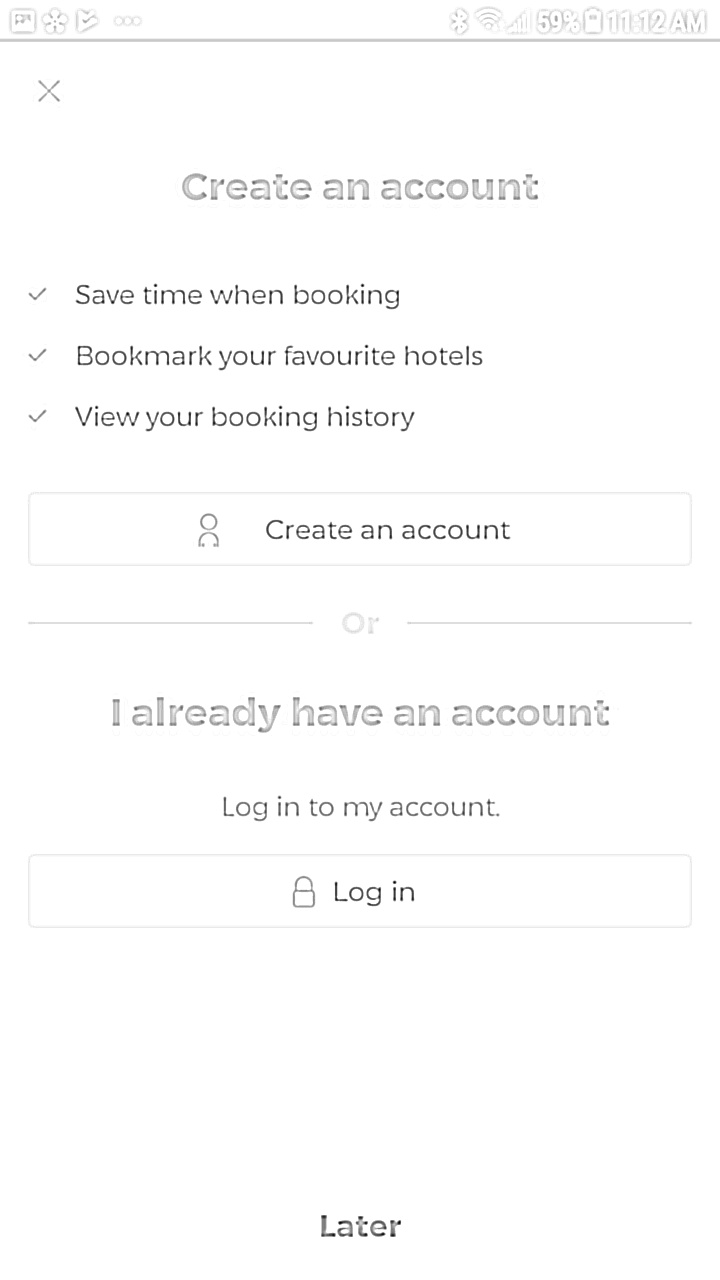 59% 11:12 AM
Create an account
Save time when booking
Bookmark your favourite hotels
View your booking history
Create an account
Or
I already have an account
Log in to my account.
Log in
Later